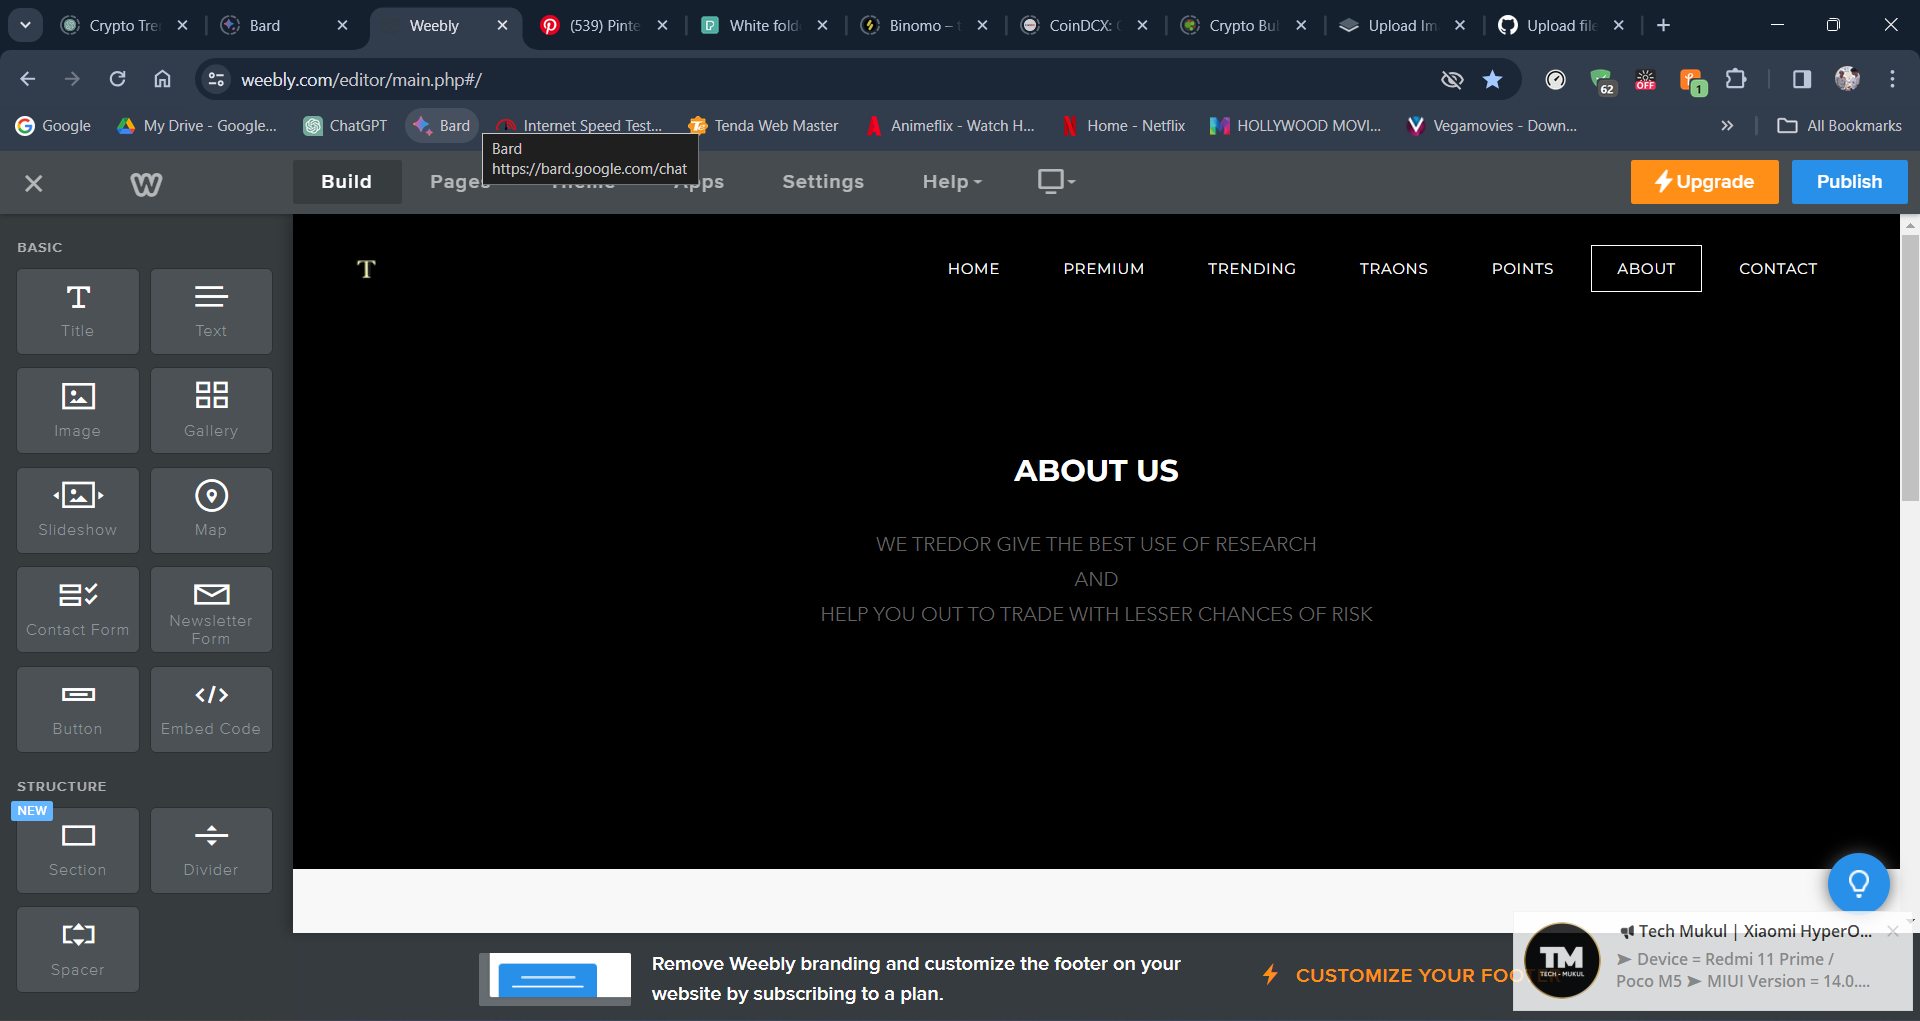 Crypto Tre
Bard
Weebly
(539) Pinte
White fold
Binomo –
CoinDCX:
Crypto Bul
Upload Im
Upload file
weebly.com/editor/main.php#/
62
OFF
1
Google
My Drive - Google...
ChatGPT
Bard
Internet Speed Test...
Tenda Web Master
Animeflix - Watch H...
Home - Netflix
HOLLYWOOD MOVI...
Vegamovies - Down...
All Bookmarks
Bard
https://bard.google.com/chat
Build
Pages
Theme
Apps
Settings
Help
Upgrade
Publish
BASIC
Title
Text
Image
Gallery
Slideshow
Map
Contact Form
Newsletter
Form
Button
Embed Code
STRUCTURE
NEW
Section
Divider
Spacer
T
HOME
PREMIUM
TRENDING
TRAONS
POINTS
ABOUT
CONTACT
ABOUT US
WE TREDOR GIVE THE BEST USE OF RESEARCH
AND
HELP YOU OUT TO TRADE WITH LESSER CHANCES OF RISK
Remove Weebly branding and customize the footer on your
website by subscribing to a plan.
CUSTOMIZE YOUR FOOTER
TM
TECH - MUKUL
Tech Mukul | Xiaomi HyperO...
➤ Device = Redmi 11 Prime /
Poco M5 ➤ MIUI Version = 14.0....